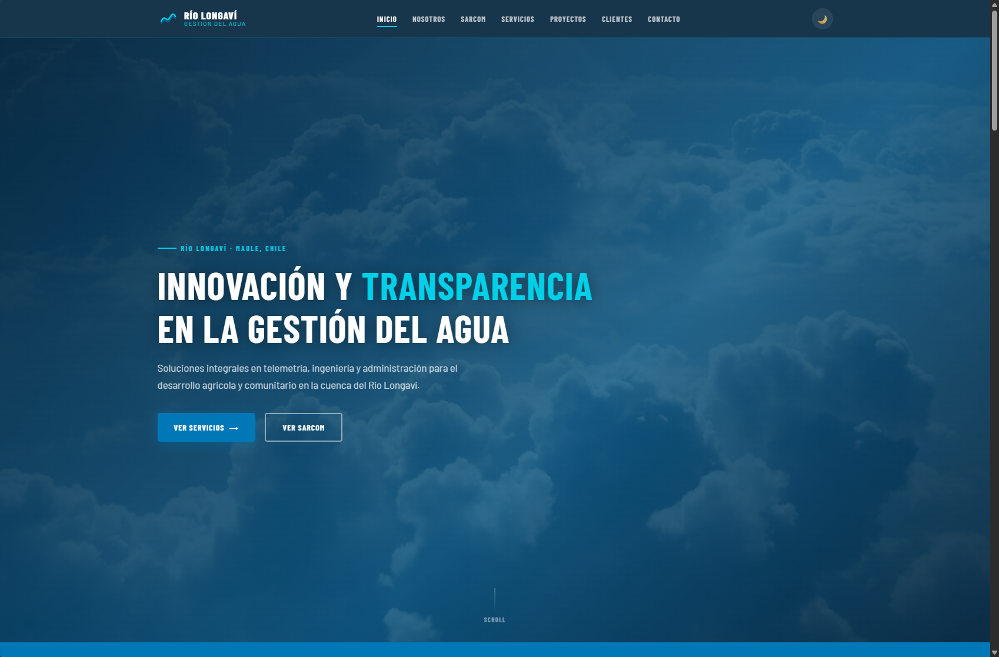 RÍO LONGAVÍ
GESTIÓN DEL AGUA
INICIO NOSOTROS SARCOM SERVICIOS PROYECTOS CLIENTES CONTACTO
RÍO LONGAVÍ · MAULE, CHILE
INNOVACIÓN Y TRANSPARENCIA
EN LA GESTIÓN DEL AGUA
Soluciones integrales en telemetría, ingeniería y administración para el
desarrollo agrícola y comunitario en la cuenca del Río Longaví.
VER SERVICIOS → VER SARCOM
SCROLL